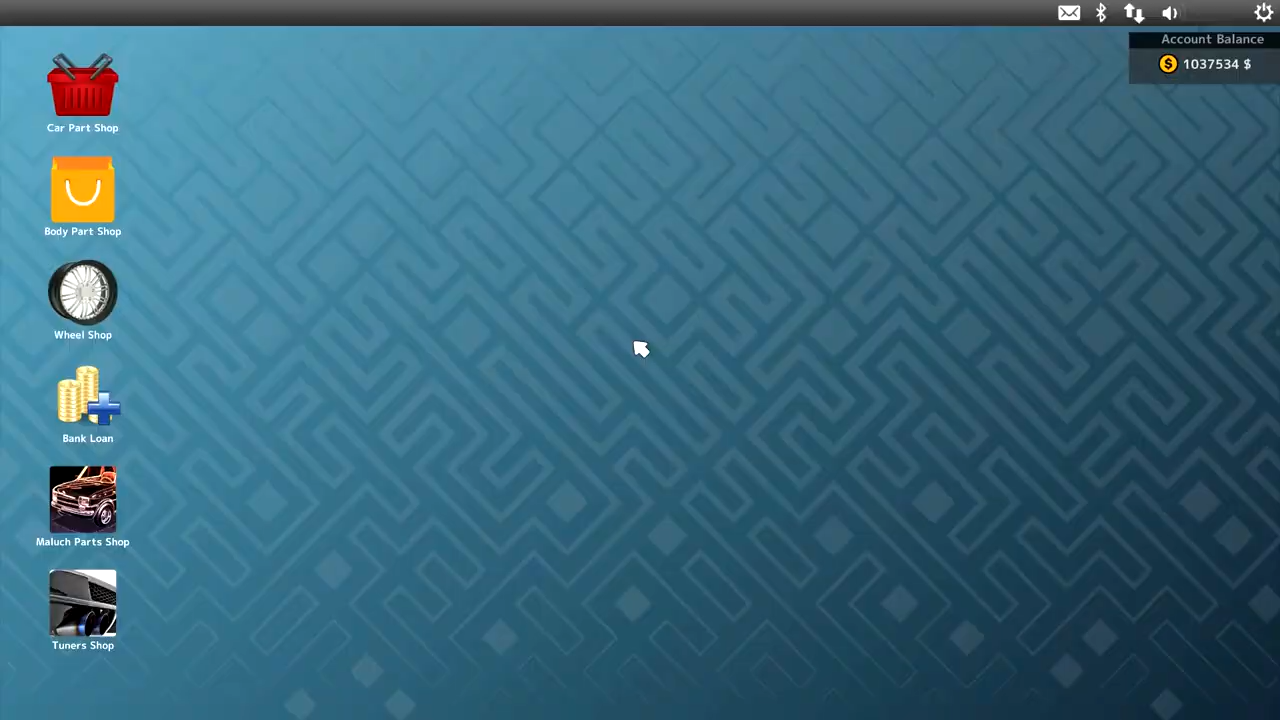 Account Balance
1037534 $
Car Part Shop
Body Part Shop
Wheel Shop
Bank Loan
Maluch Parts Shop
Tuners Shop